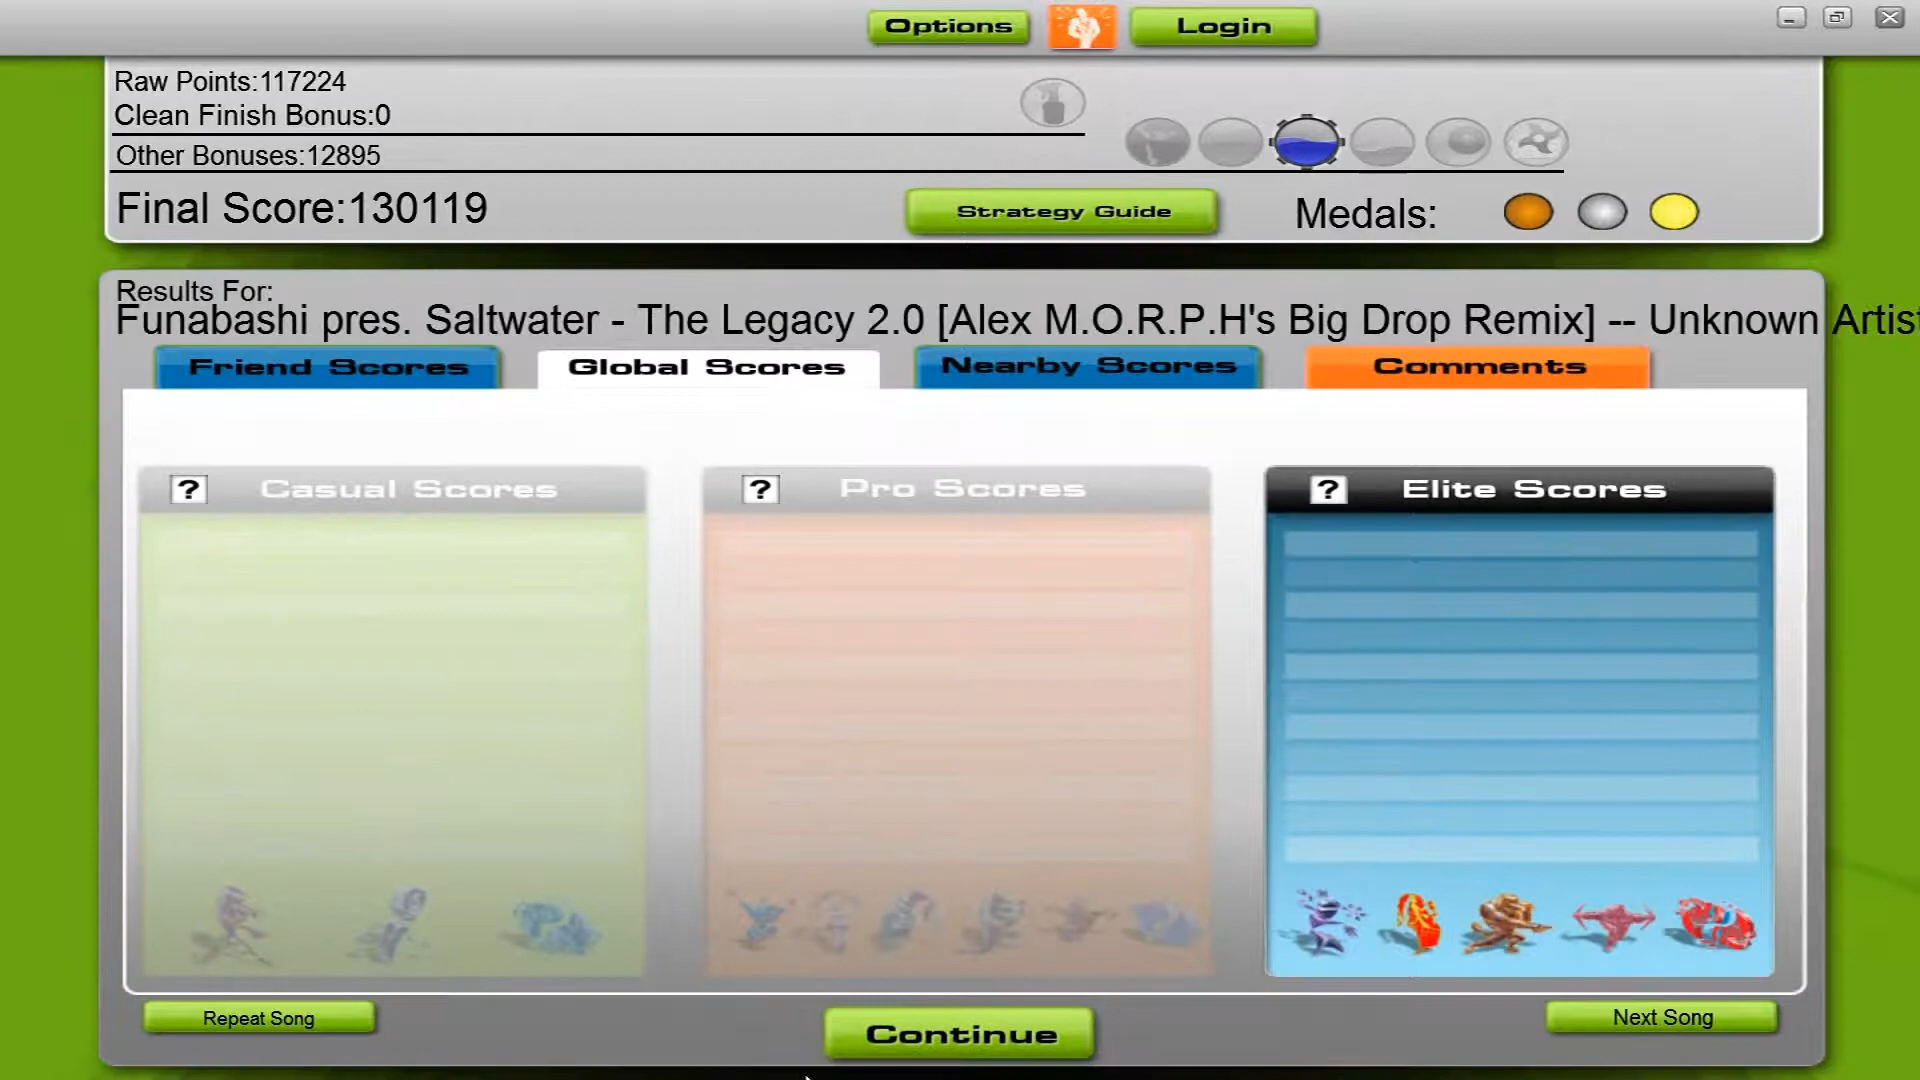 Options
Login
Raw Points:117224
Clean Finish Bonus:0
Other Bonuses:12895
Final Score:130119
Strategy Guide
Medals:
Results For:
Funabashi pres. Saltwater - The Legacy 2.0 [Alex M.O.R.P.H's Big Drop Remix] -- Unknown Artis
Friend Scores
Global Scores
Nearby Scores
Comments
? Casual Scores
? Pro Scores
? Elite Scores
Repeat Song
Continue
Next Song